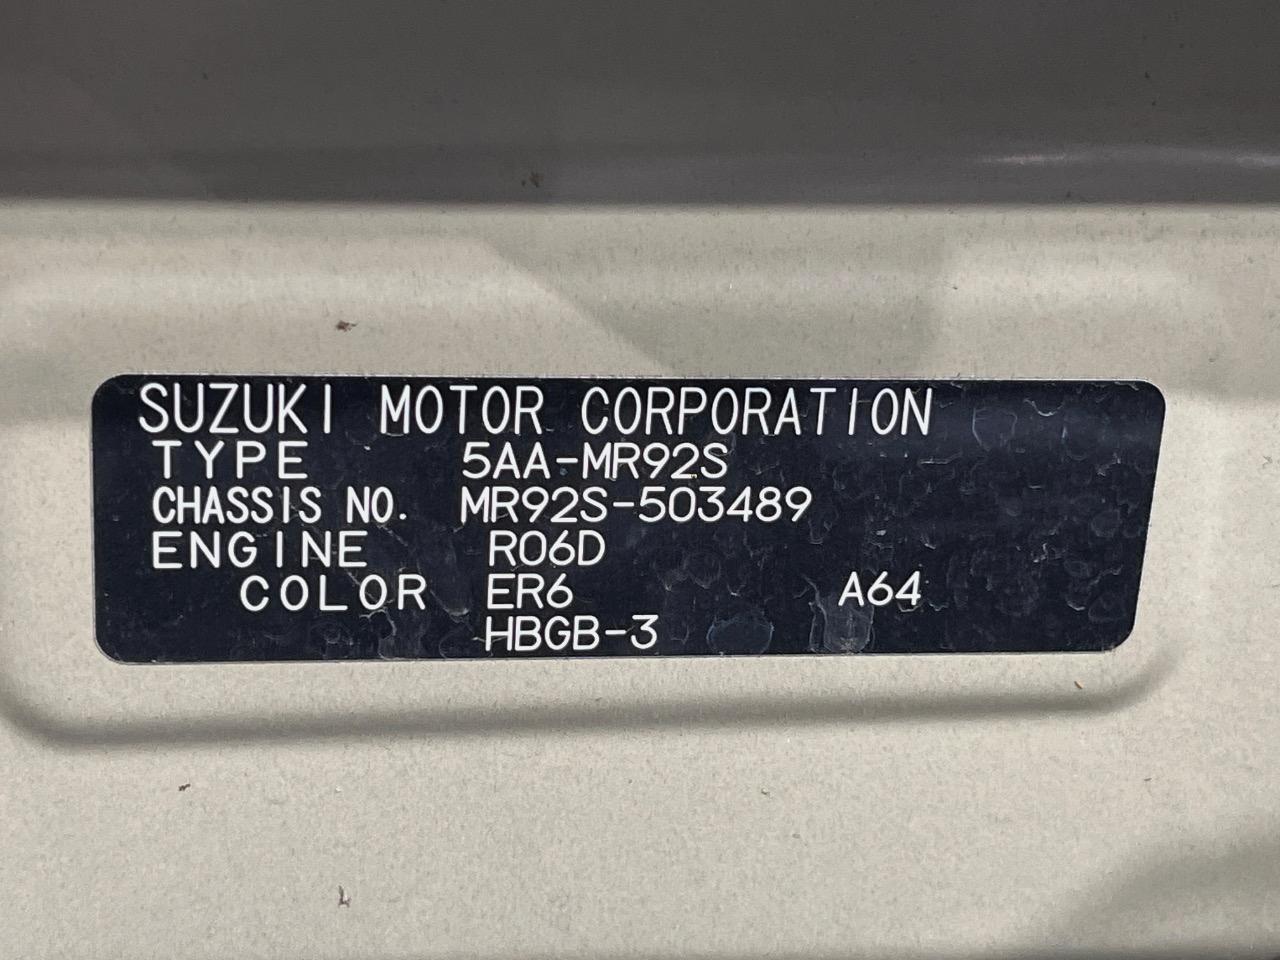 SUZUKI MOTOR CORPORATION
TYPE 5AA-MR92S
CHASSIS NO. MR92S-503489
ENGINE R06D
COLOR ER6 A64
HBGB-3